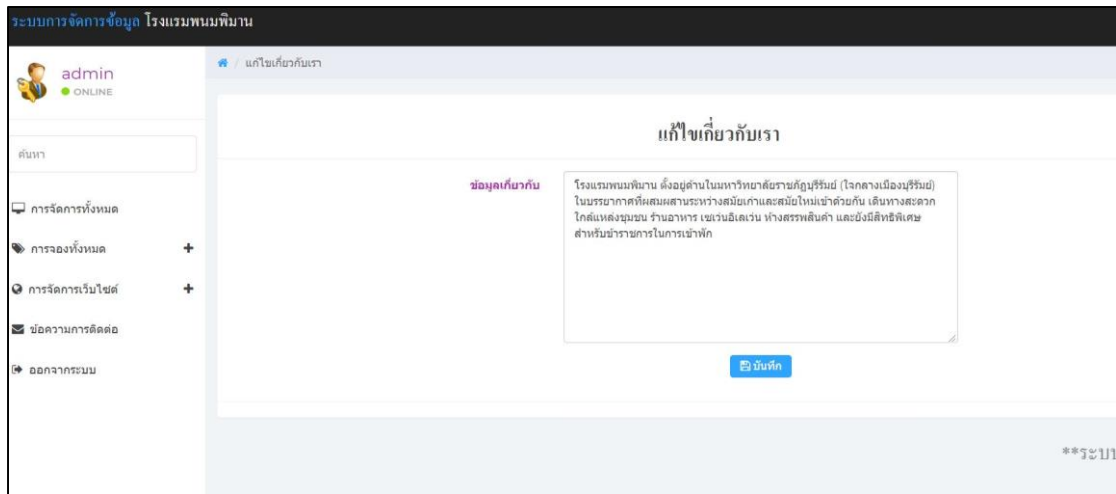 ระบบการจัดการข้อมูล โรงแรมพนมพิมาน
admin
ONLINE
ค้นหา
การจัดการทั้งหมด
การจองทั้งหมด +
การจัดการเว็บไซต์ +
ข้อความการติดต่อ
ออกจากระบบ
/ แก้ไขเกี่ยวกับเรา
แก้ไขเกี่ยวกับเรา
ข้อมูลเกี่ยวกับ
โรงแรมพนมพิมาน ตั้งอยู่ด้านในมหาวิทยาลัยราชภัฏบุรีรัมย์ (ใจกลางเมืองบุรีรัมย์)
ในบรรยากาศที่ผสมผสานระหว่างสมัยเก่าและสมัยใหม่เข้าด้วยกัน เดินทางสะดวก
ใกล้แหล่งชุมชน ร้านอาหาร เซเว่นอิเลเว่น ห้างสรรพสินค้า และยังมีสิทธิพิเศษ
สำหรับข้าราชการในการเข้าพัก
บันทึก
**ระบบ